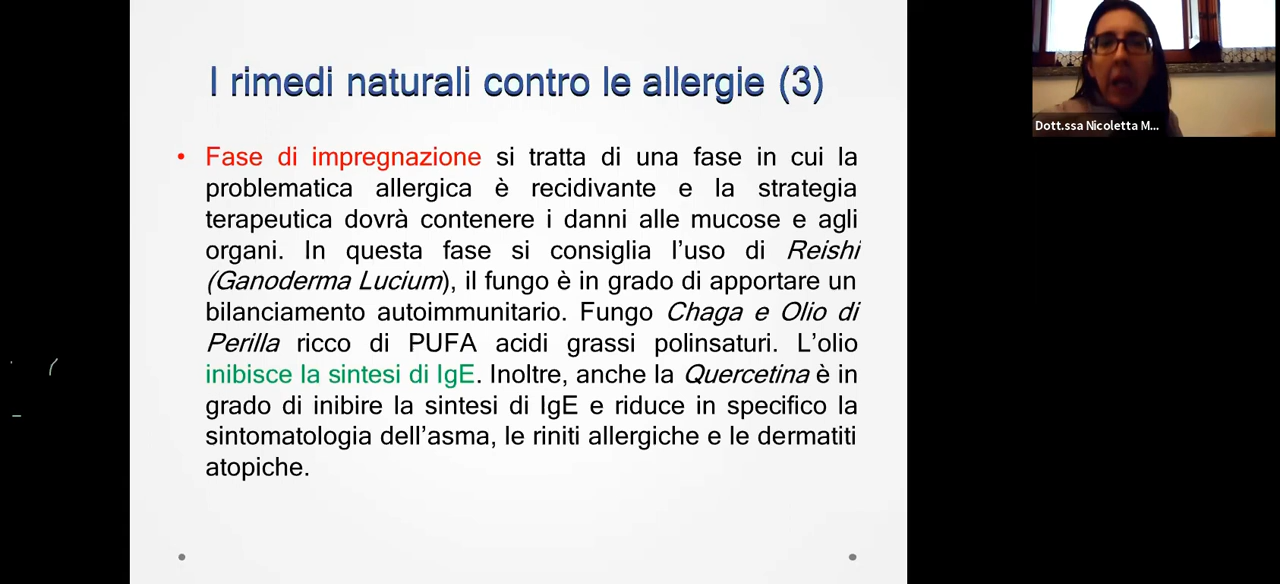 I rimedi naturali contro le allergie (3)
• Fase di impregnazione si tratta di una fase in cui la
problematica allergica è recidivante e la strategia
terapeutica dovrà contenere i danni alle mucose e agli
organi. In questa fase si consiglia l’uso di Reishi
(Ganoderma Lucium), il fungo è in grado di apportare un
bilanciamento autoimmunitario. Fungo Chaga e Olio di
Perilla ricco di PUFA acidi grassi polinsaturi. L’olio
inibisce la sintesi di IgE. Inoltre, anche la Quercetina è in
grado di inibire la sintesi di IgE e riduce in specifico la
sintomatologia dell’asma, le riniti allergiche e le dermatiti
atopiche.
Dott.ssa Nicoletta M...